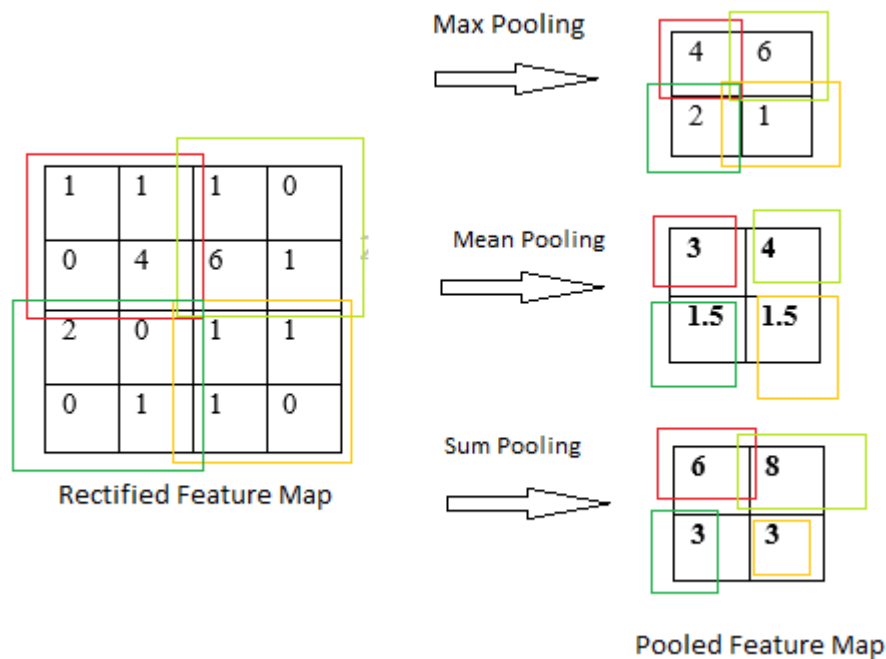 Max Pooling
4 6
2 1
1 1 1 0
0 4 6 1
2 0 1 1
0 1 1 0
Rectified Feature Map
Mean Pooling
3 4
1.5 1.5
Sum Pooling
6 8
3 3
Pooled Feature Map